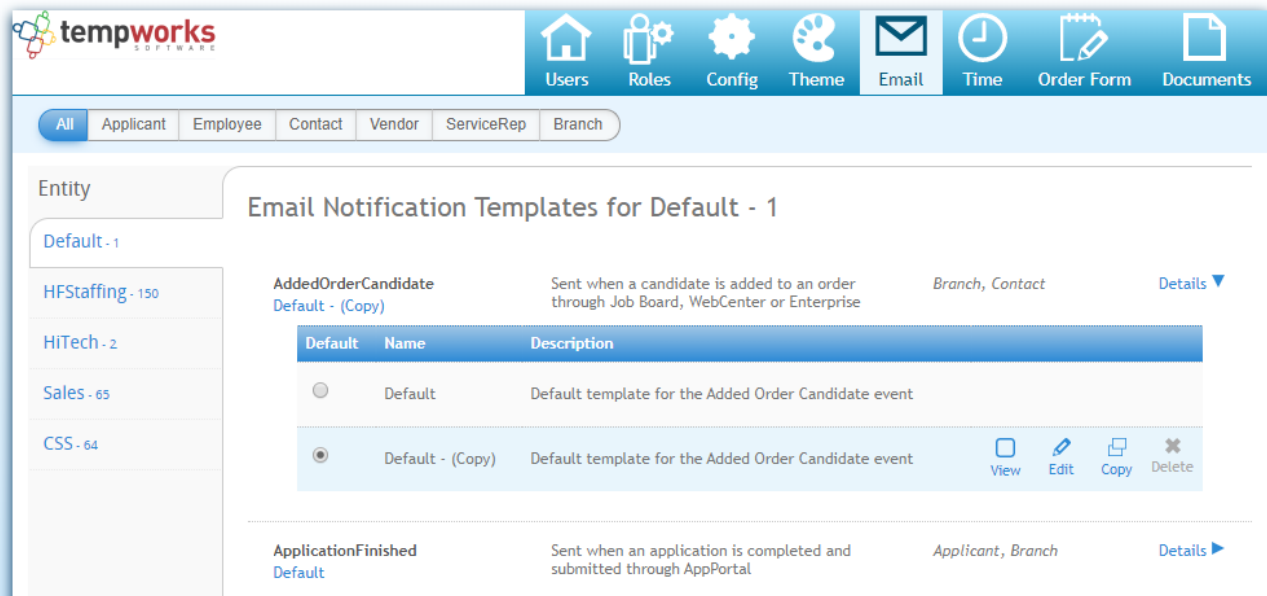 tempworks
SOFTWARE
Users Roles Config Theme Email Time Order Form Documents
All Applicant Employee Contact Vendor ServiceRep Branch
Entity
Default - 1
HFStaffing - 150
HiTech - 2
Sales - 65
CSS - 64
Email Notification Templates for Default - 1
AddedOrderCandidate Sent when a candidate is added to an order Branch, Contact Details
Default - (Copy) through Job Board, WebCenter or Enterprise
Default Name Description
Default Default template for the Added Order Candidate event
Default - (Copy) Default template for the Added Order Candidate event View Edit Copy Delete
ApplicationFinished Sent when an application is completed and Applicant, Branch Details
Default submitted through AppPortal